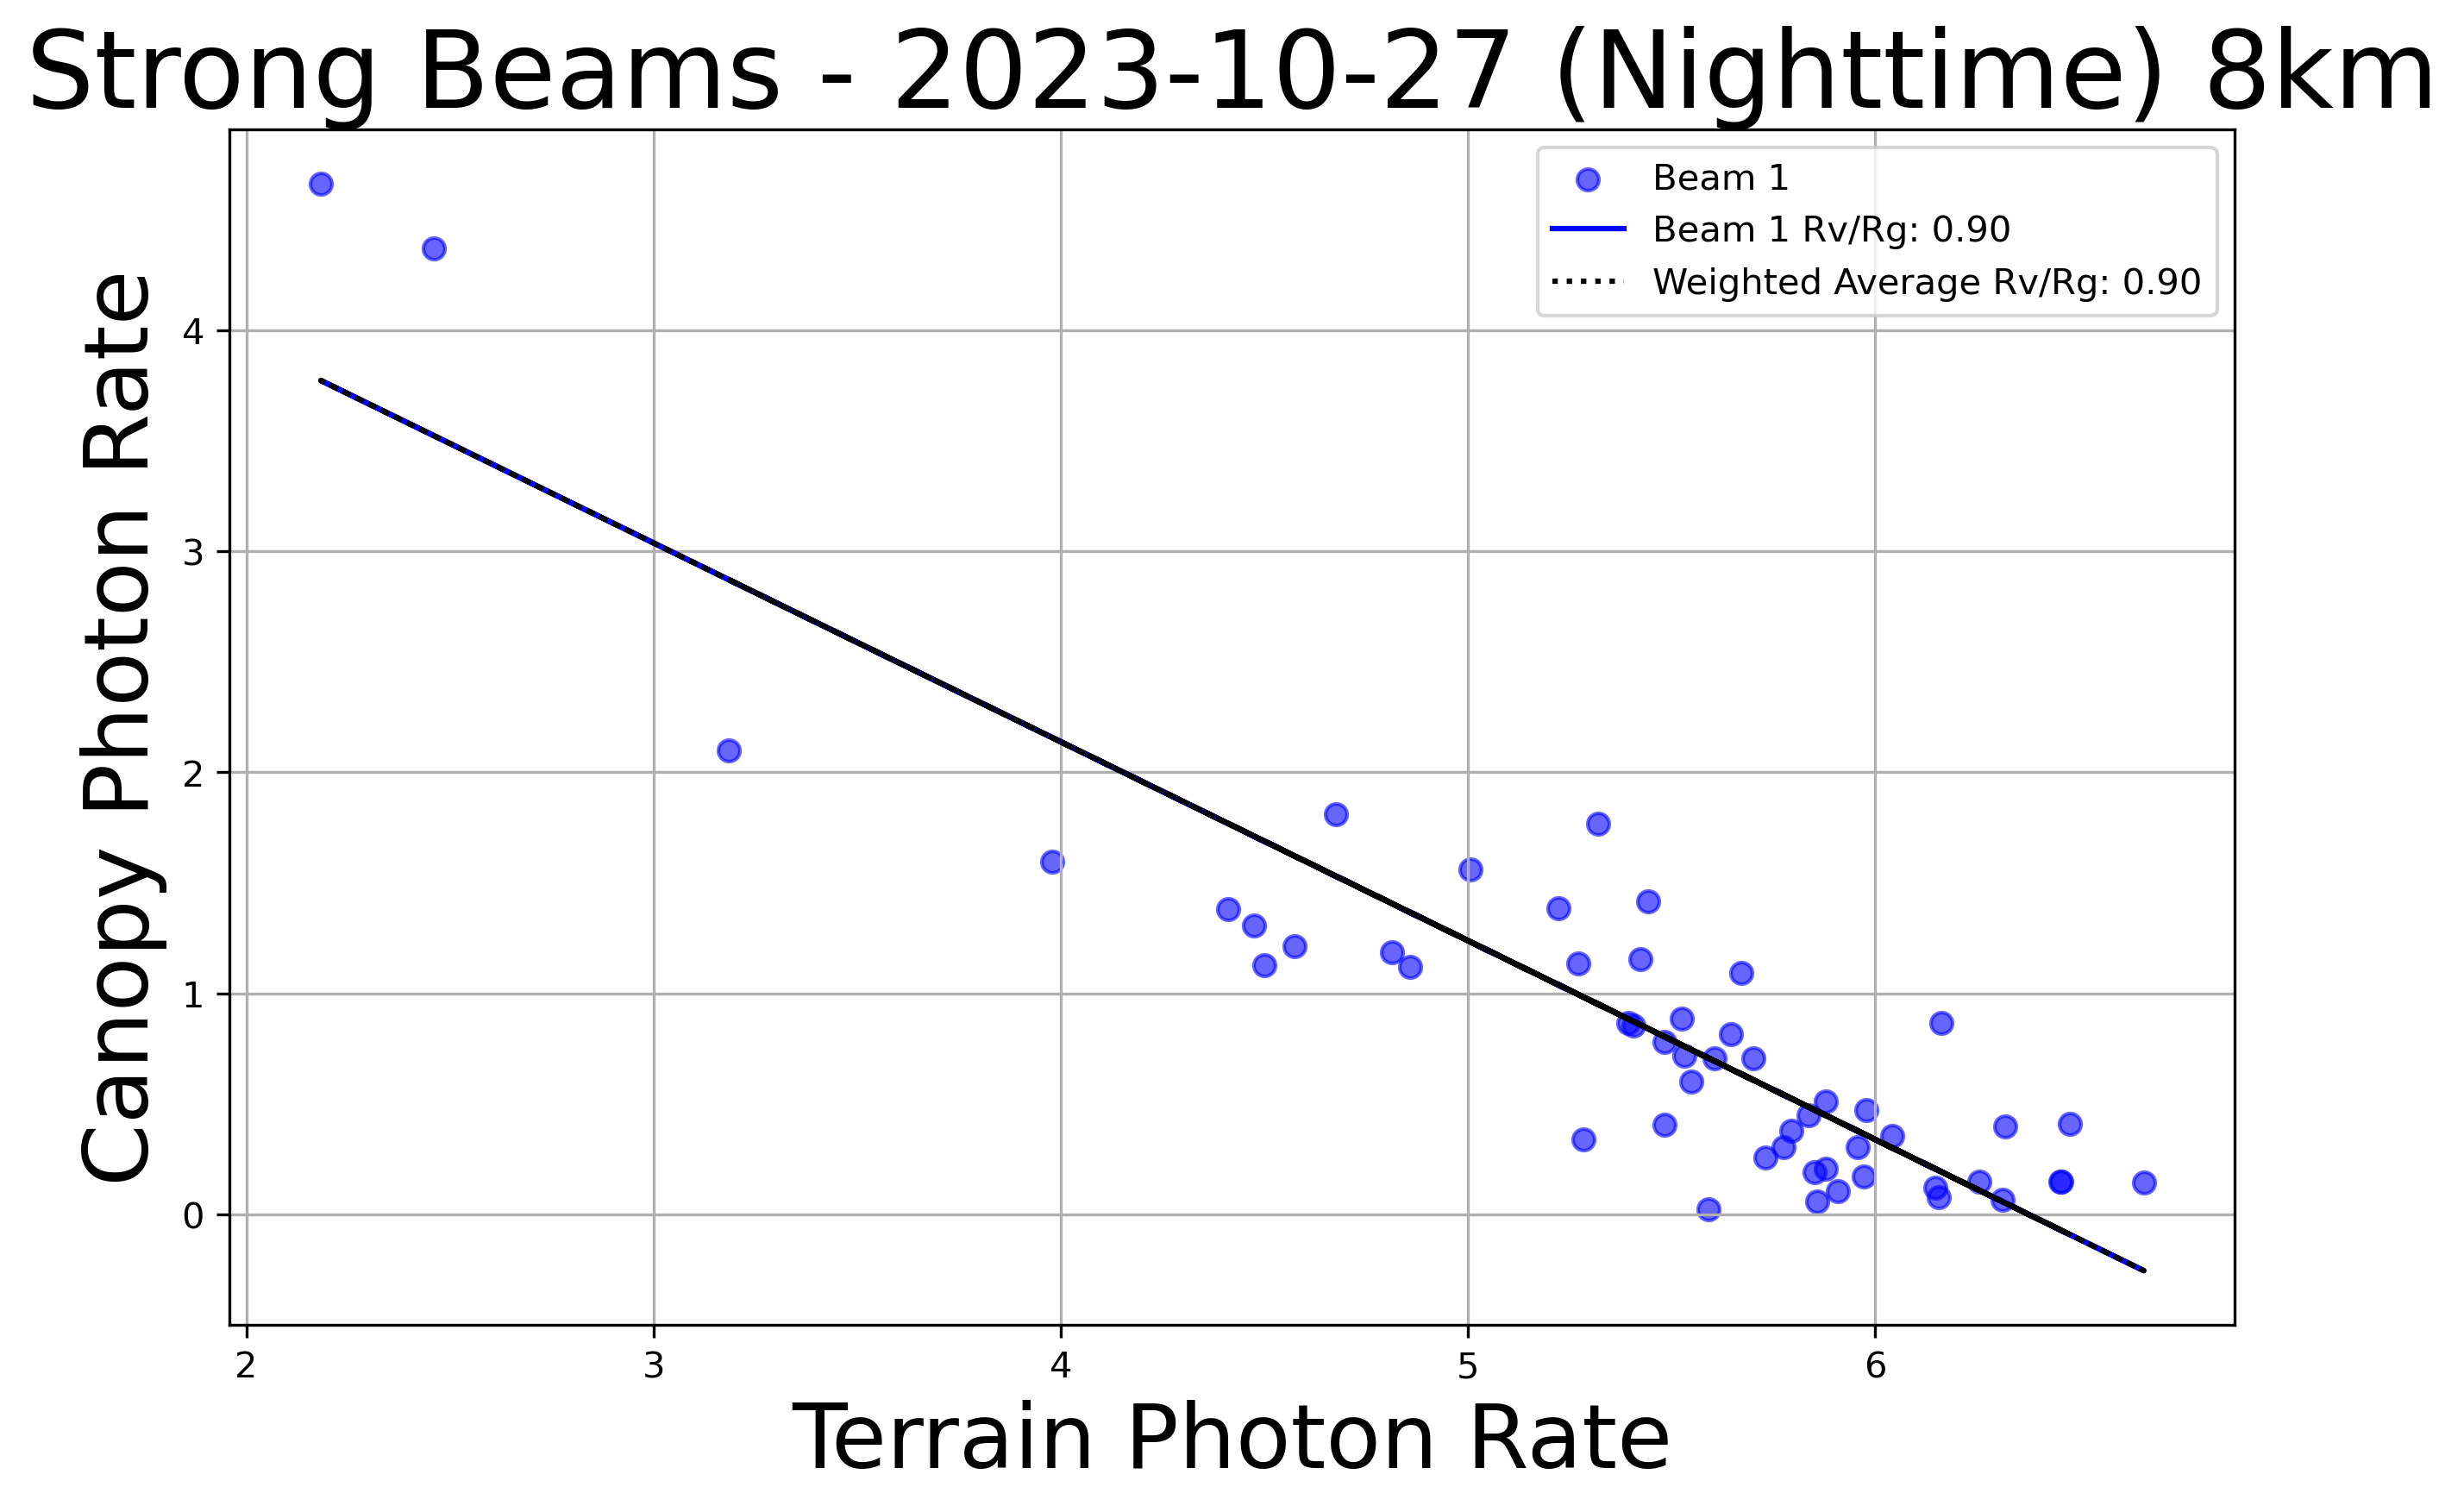 Strong Beams - 2023-10-27 (Nighttime) 8km
Beam 1
Beam 1 Rv/Rg: 0.90
Weighted Average Rv/Rg: 0.90
Canopy Photon Rate
4
3
2
1
0
2 3 4 5 6
Terrain Photon Rate